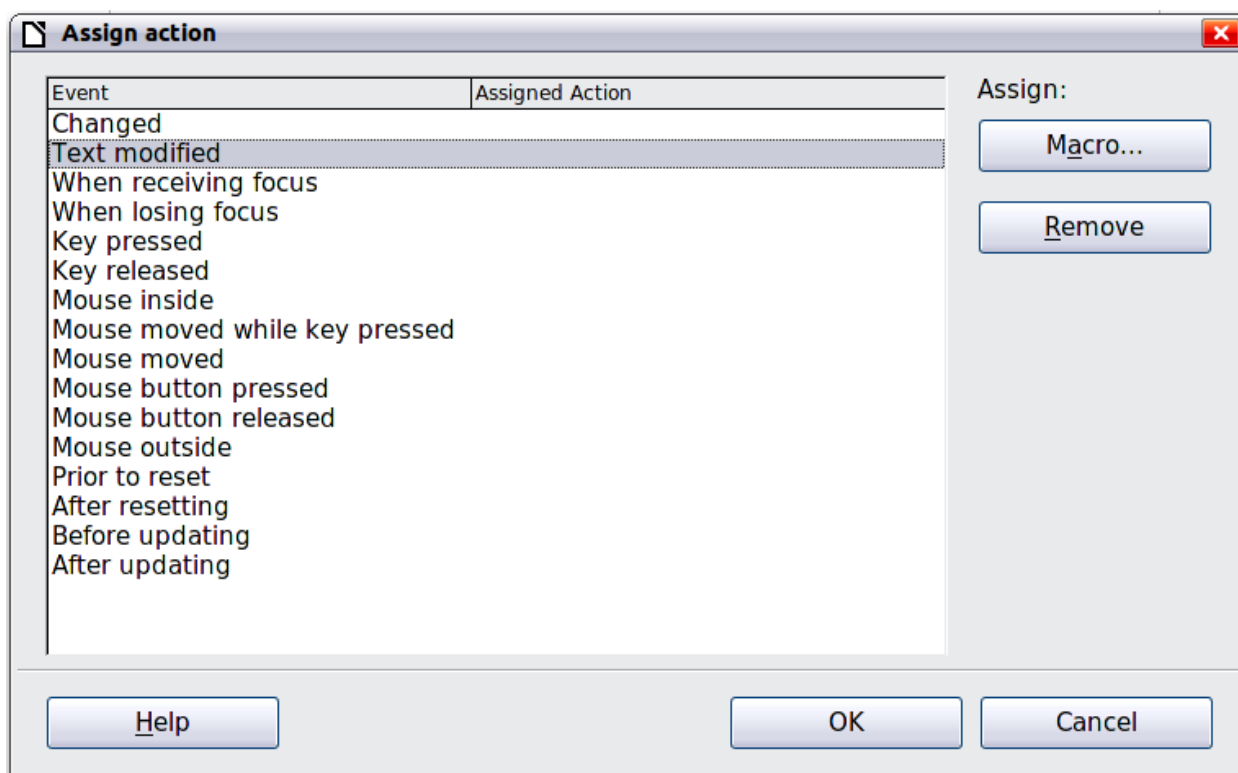 Assign action
Event Assigned Action
Assign:
Changed
Text modified
Macro...
When receiving focus
When losing focus
Remove
Key pressed
Key released
Mouse inside
Mouse moved while key pressed
Mouse moved
Mouse button pressed
Mouse button released
Mouse outside
Prior to reset
After resetting
Before updating
After updating
Help
OK
Cancel